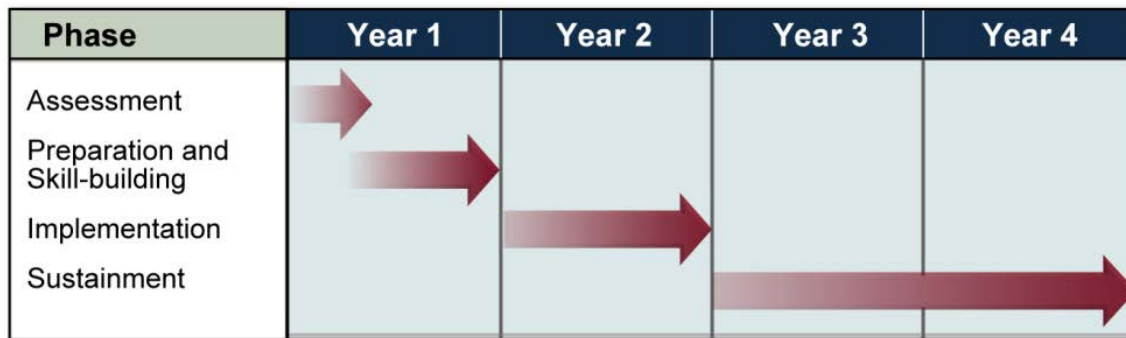 Phase Year 1 Year 2 Year 3 Year 4
Assessment
Preparation and
Skill-building
Implementation
Sustainment